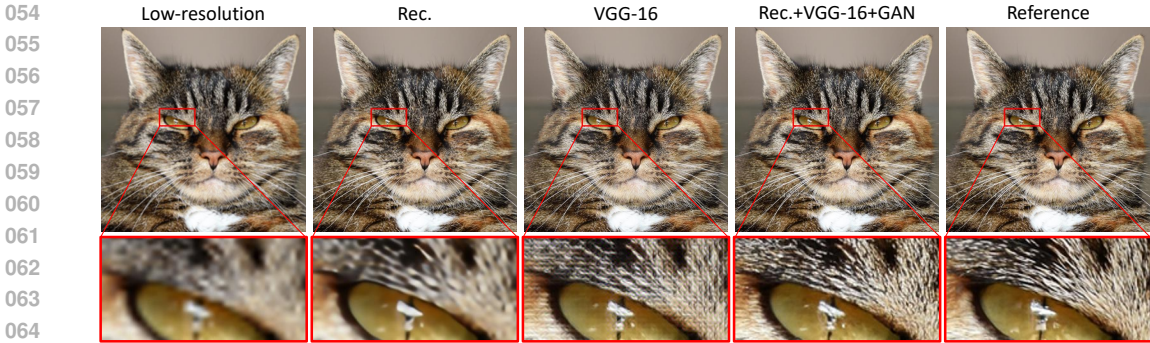 054
055
056
057
058
059
060
061
062
063
064
Low-resolution
Rec.
VGG-16
Rec.+VGG-16+GAN
Reference